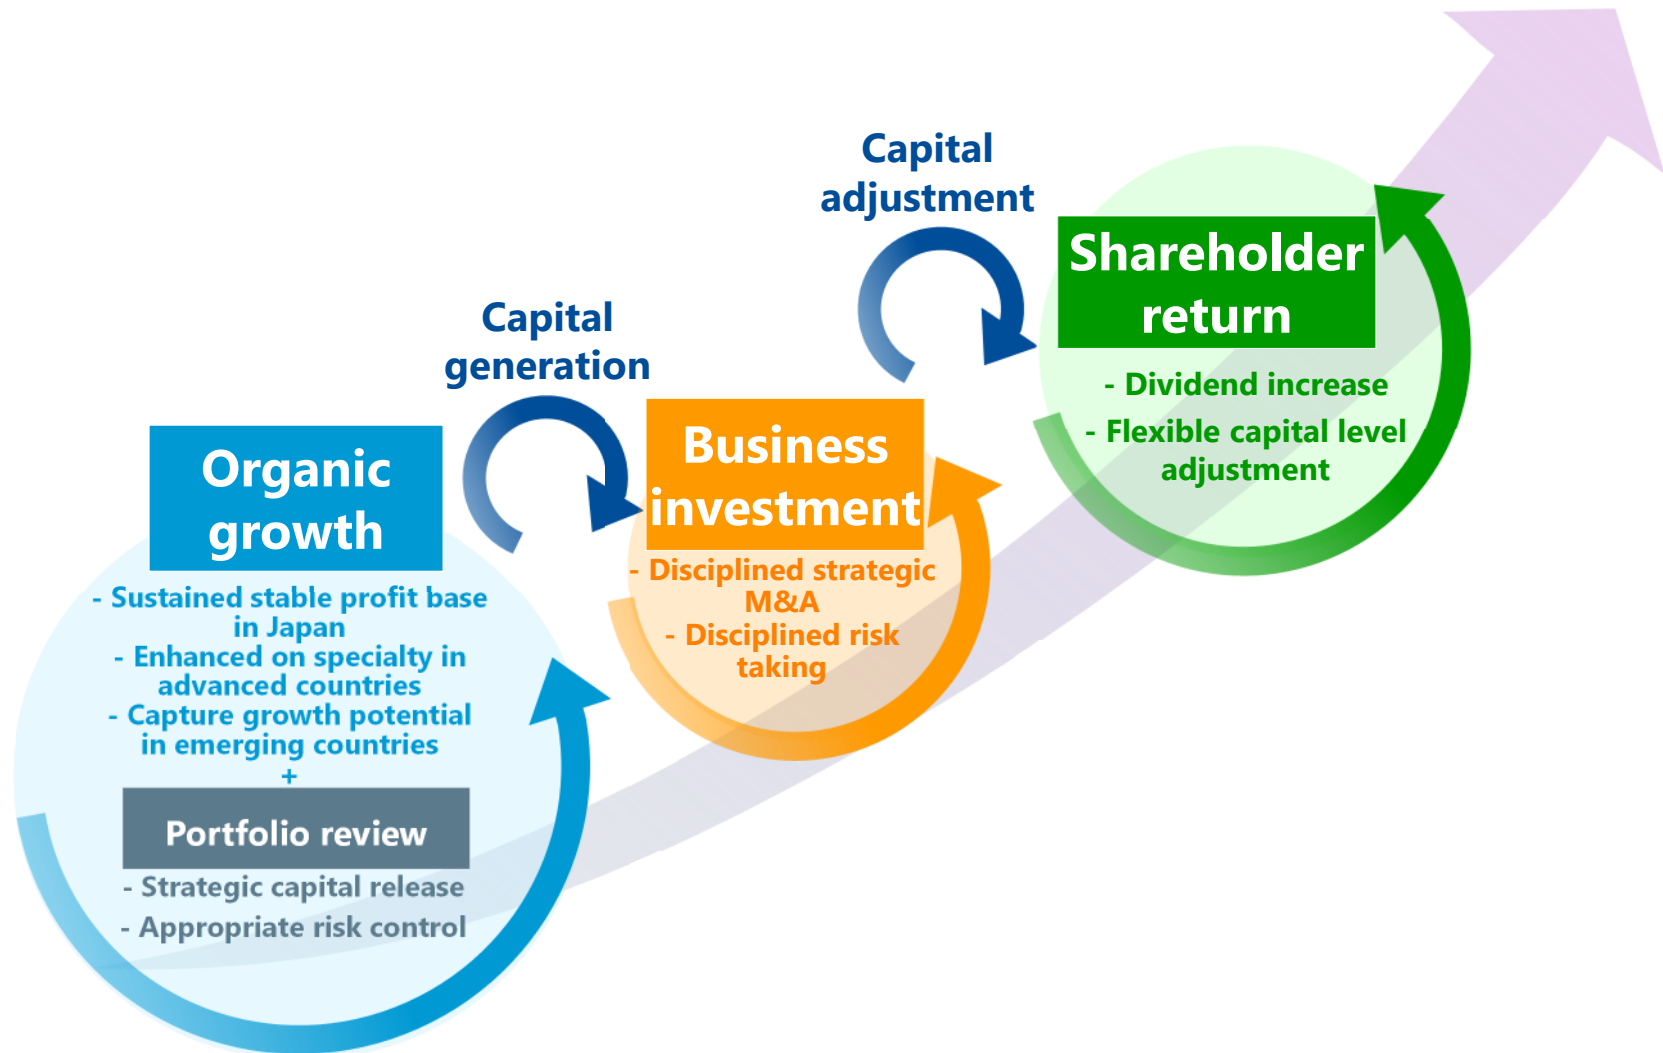 Organic
growth
- Sustained stable profit base
in Japan
- Enhanced on specialty in
advanced countries
- Capture growth potential
in emerging countries
+
Portfolio review
- Strategic capital release
- Appropriate risk control
Capital
generation
Business
investment
- Disciplined strategic
M&A
- Disciplined risk
taking
Capital
adjustment
Shareholder
return
- Dividend increase
- Flexible capital level
adjustment